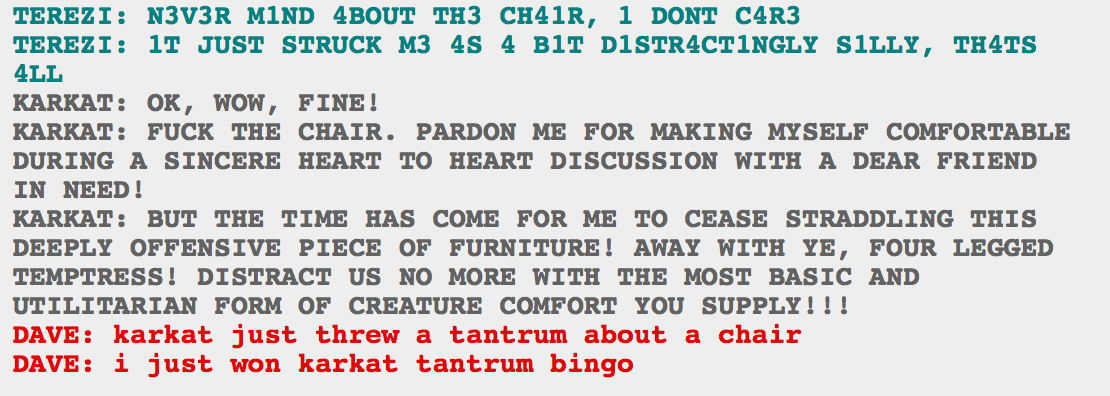 TEREZI: N3V3R M1ND 4BOUT TH3 CH41R, 1 DONT C4R3
TEREZI: 1T JUST STRUCK M3 4S 4 B1T D1STR4CT1NGLY S1LLY, TH4TS
4LL
KARKAT: OK, WOW, FINE!
KARKAT: FUCK THE CHAIR. PARDON ME FOR MAKING MYSELF COMFORTABLE
DURING A SINCERE HEART TO HEART DISCUSSION WITH A DEAR FRIEND
IN NEED!
KARKAT: BUT THE TIME HAS COME FOR ME TO CEASE STRADDLING THIS
DEEPLY OFFENSIVE PIECE OF FURNITURE! AWAY WITH YE, FOUR LEGGED
TEMPTRESS! DISTRACT US NO MORE WITH THE MOST BASIC AND
UTILITARIAN FORM OF CREATURE COMFORT YOU SUPPLY!!!
DAVE: karkat just threw a tantrum about a chair
DAVE: i just won karkat tantrum bingo